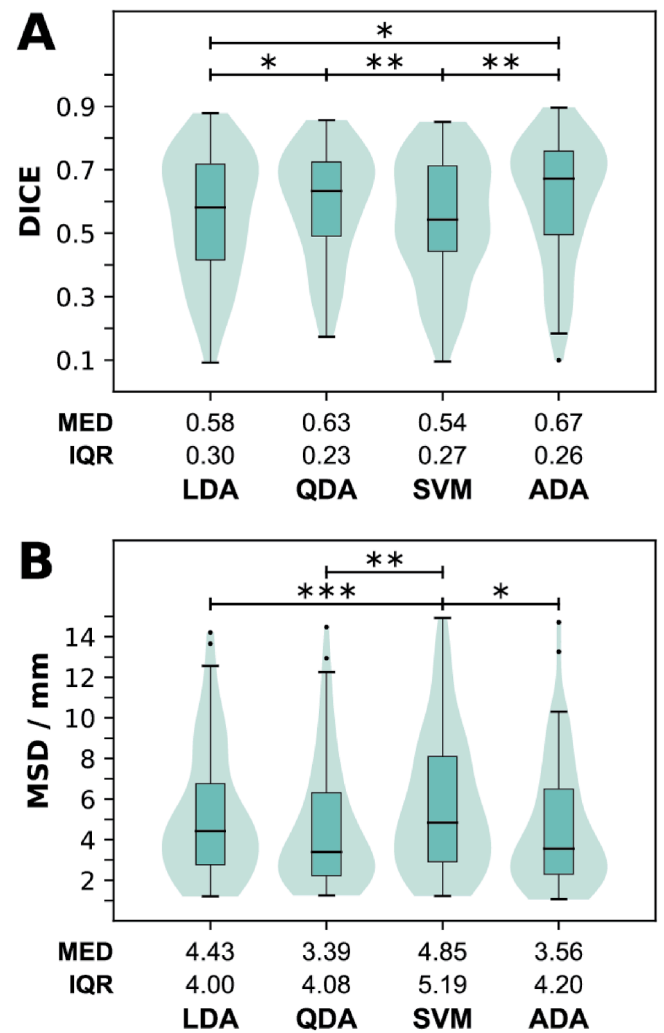 A
*
* ** **
0.9
0.7
0.5
0.3
0.1
DICE
MED 0.58 0.63 0.54 0.67
IQR 0.30 0.23 0.27 0.26
LDA QDA SVM ADA
B
**
*** *
14
12
10
8
6
4
2
MSD / mm
MED 4.43 3.39 4.85 3.56
IQR 4.00 4.08 5.19 4.20
LDA QDA SVM ADA